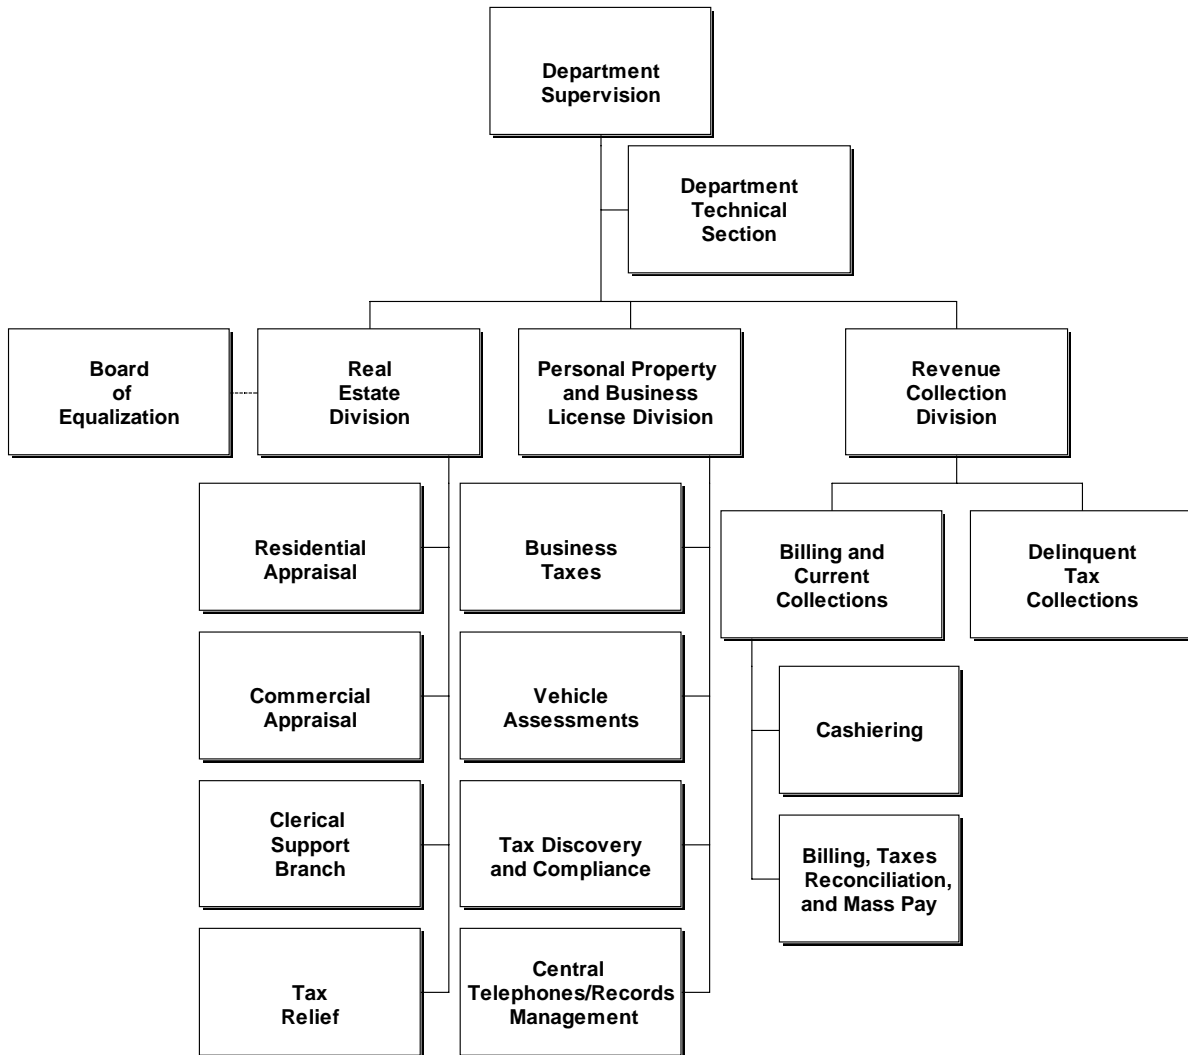 Department
Supervision
Department
Technical
Section
Board
of
Equalization
Real
Estate
Division
Personal Property
and Business
License Division
Revenue
Collection
Division
Residential
Appraisal
Business
Taxes
Billing and
Current
Collections
Delinquent
Tax
Collections
Commercial
Appraisal
Vehicle
Assessments
Cashiering
Clerical
Support
Branch
Tax Discovery
and Compliance
Billing, Taxes
Reconciliation,
and Mass Pay
Tax
Relief
Central
Telephones/Records
Management